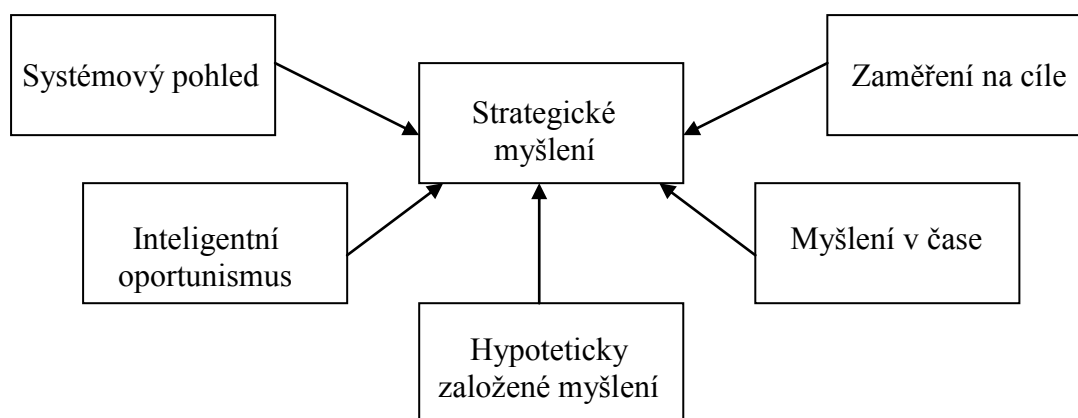 Systémový pohled
Strategické
myšlení
Zaměření na cíle
Inteligentní
oportunismus
Hypoteticky
založené myšlení
Myšlení v čase